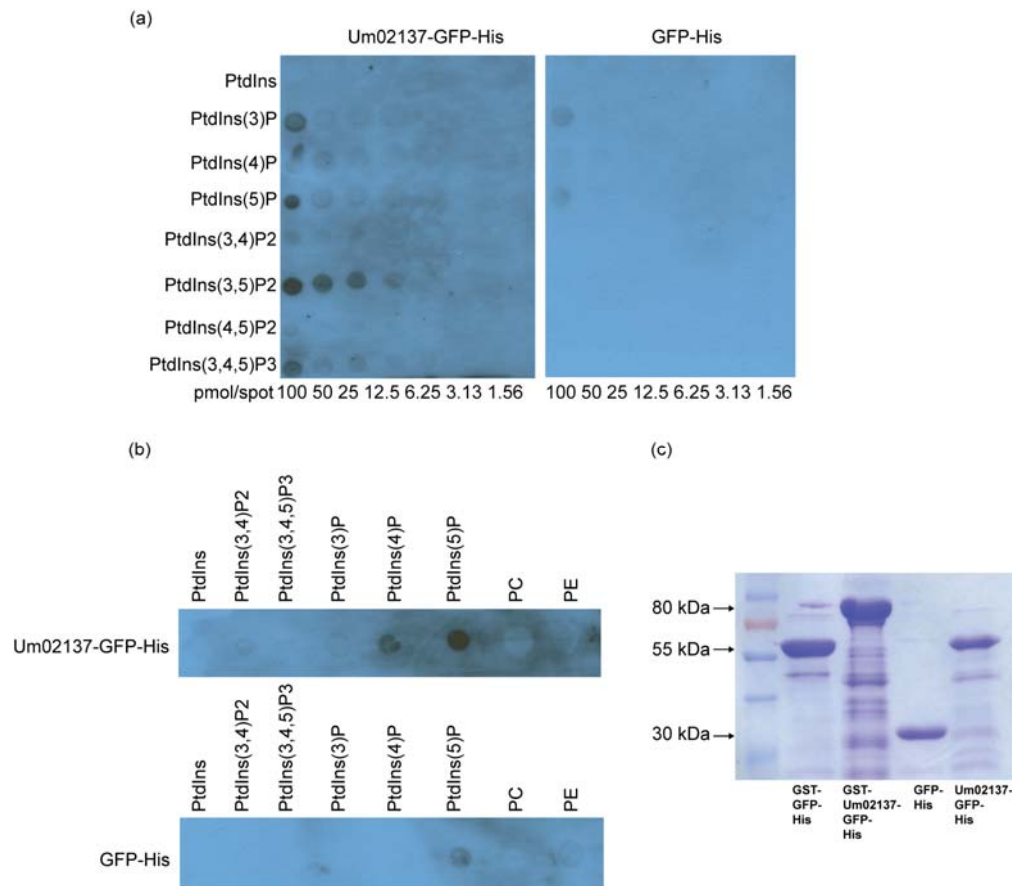 (a)
Um02137-GFP-His
GFP-His
PtdIns
PtdIns(3)P
PtdIns(4)P
PtdIns(5)P
PtdIns(3,4)P2
PtdIns(3,5)P2
PtdIns(4,5)P2
PtdIns(3,4,5)P3
pmol/spot 100 50 25 12.5 6.25 3.13 1.56
100 50 25 12.5 6.25 3.13 1.56
(b)
PtdIns
PtdIns(3,4)P2
PtdIns(3,4,5)P3
PtdIns(3)P
PtdIns(4)P
PtdIns(5)P
PC
PE
Um02137-GFP-His
PtdIns
PtdIns(3,4)P2
PtdIns(3,4,5)P3
PtdIns(3)P
PtdIns(4)P
PtdIns(5)P
PC
PE
GFP-His
(c)
80 kDa
55 kDa
30 kDa
GST-
GFP-
His
GST-
Um02137-
GFP-
His
GFP-
His
Um02137-
GFP-His